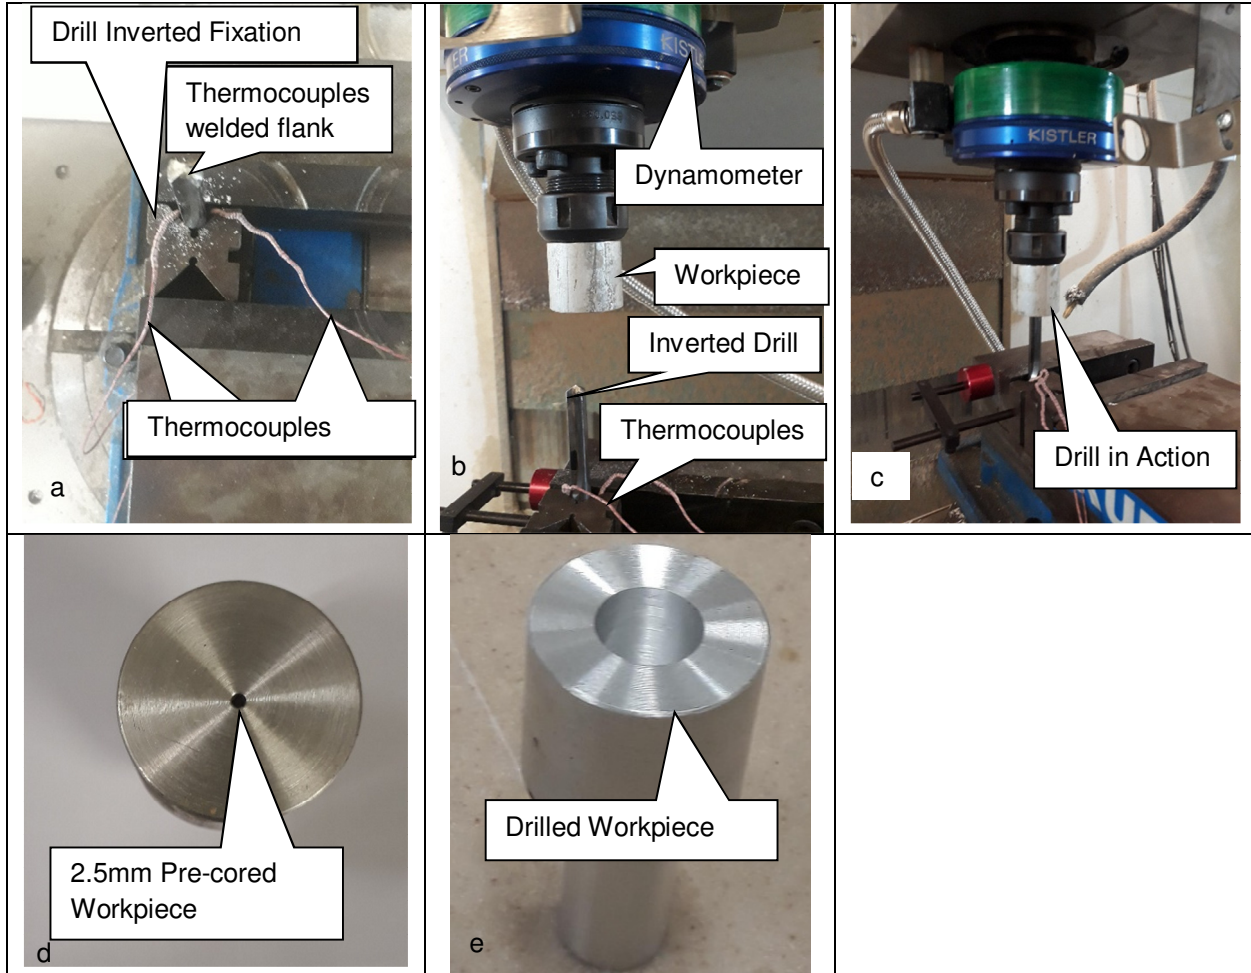 Drill Inverted Fixation
Thermocouples
welded flank
Thermocouples
a
ER
KISTLER
Dynamometer
Workpiece
Inverted Drill
Thermocouples
b
KISTLER
Drill in Action
c
2.5mm Pre-cored
Workpiece
d
Drilled Workpiece
e